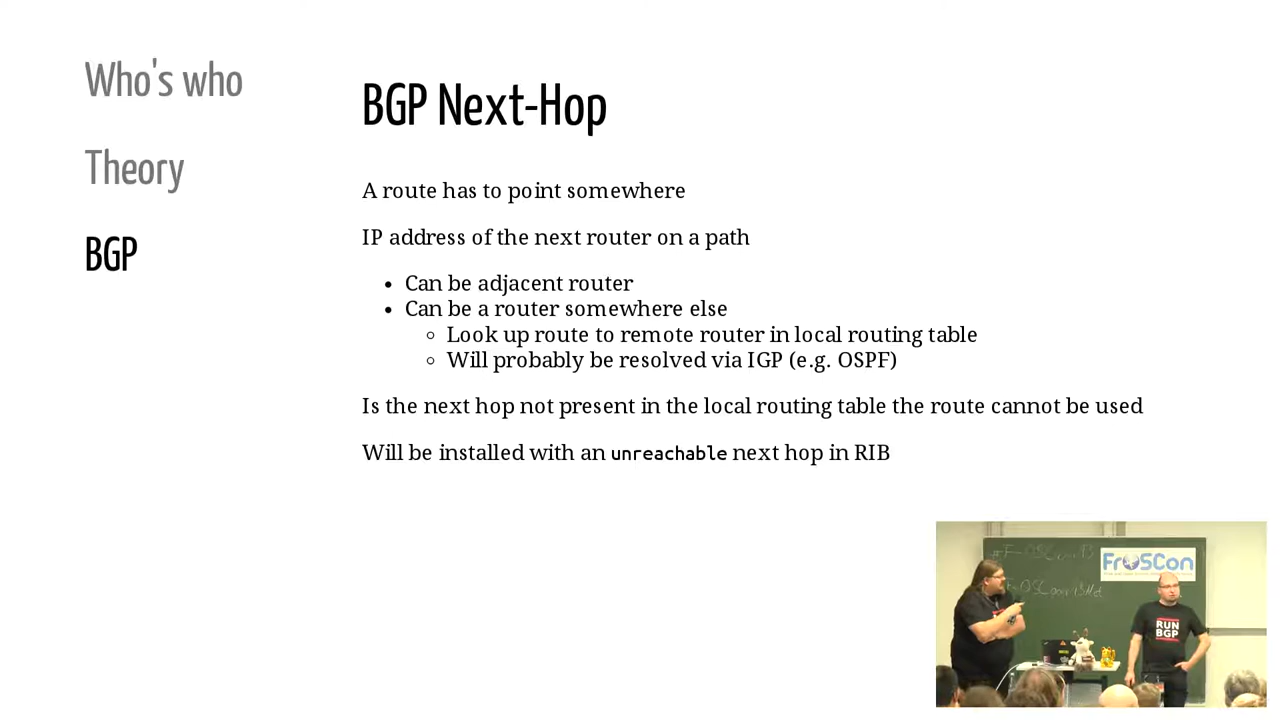 Who's who
Theory
BGP
BGP Next-Hop
A route has to point somewhere
IP address of the next router on a path
• Can be adjacent router
• Can be a router somewhere else
◦ Look up route to remote router in local routing table
◦ Will probably be resolved via IGP (e.g. OSPF)
Is the next hop not present in the local routing table the route cannot be used
Will be installed with an unreachable next hop in RIB
FrOSCon
RUN
BGP